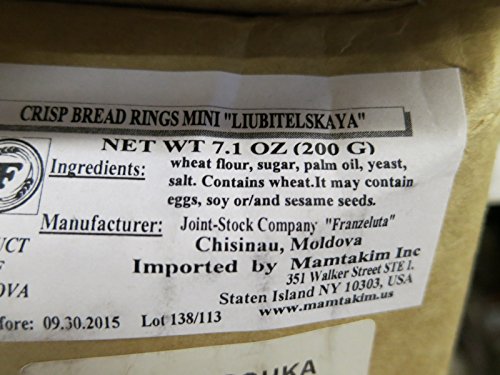 CRISP BREAD RINGS MINI "LIUBITELSKAYA"
NET WT 7.1 OZ (200 G)
F
Ingredients: wheat flour, sugar, palm oil, yeast,
salt. Contains wheat.It may contain
eggs, soy or/and sesame seeds.
Manufacturer: Joint-Stock Company "Franzeluta"
Chisinau, Moldova
Imported by Mamtakim Inc
351 Walker Street STE I.
Staten Island NY 10303, USA
www.mamtakim.us
UCT
F
OVA
fore: 09.30.2015 Lot 138/113
OUKA